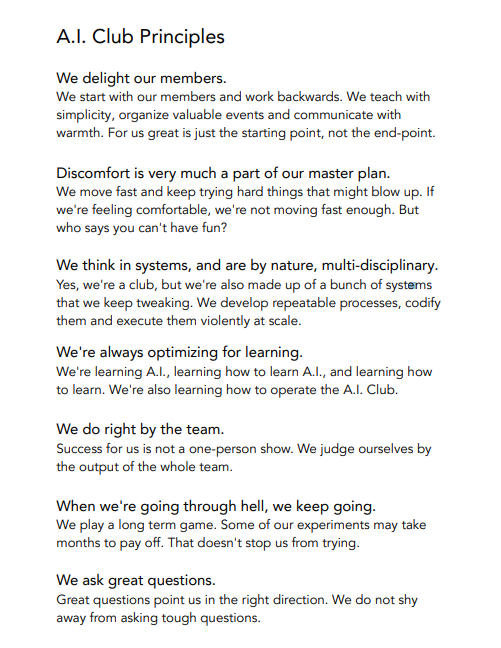 A.I. Club Principles
We delight our members.
We start with our members and work backwards. We teach with
simplicity, organize valuable events and communicate with
warmth. For us great is just the starting point, not the end-point.
Discomfort is very much a part of our master plan.
We move fast and keep trying hard things that might blow up. If
we're feeling comfortable, we're not moving fast enough. But
who says you can't have fun?
We think in systems, and are by nature, multi-disciplinary.
Yes, we're a club, but we're also made up of a bunch of systems
that we keep tweaking. We develop repeatable processes, codify
them and execute them violently at scale.
We're always optimizing for learning.
We're learning A.I., learning how to learn A.I., and learning how
to learn. We're also learning how to operate the A.I. Club.
We do right by the team.
Success for us is not a one-person show. We judge ourselves by
the output of the whole team.
When we're going through hell, we keep going.
We play a long term game. Some of our experiments may take
months to pay off. That doesn't stop us from trying.
We ask great questions.
Great questions point us in the right direction. We do not shy
away from asking tough questions.